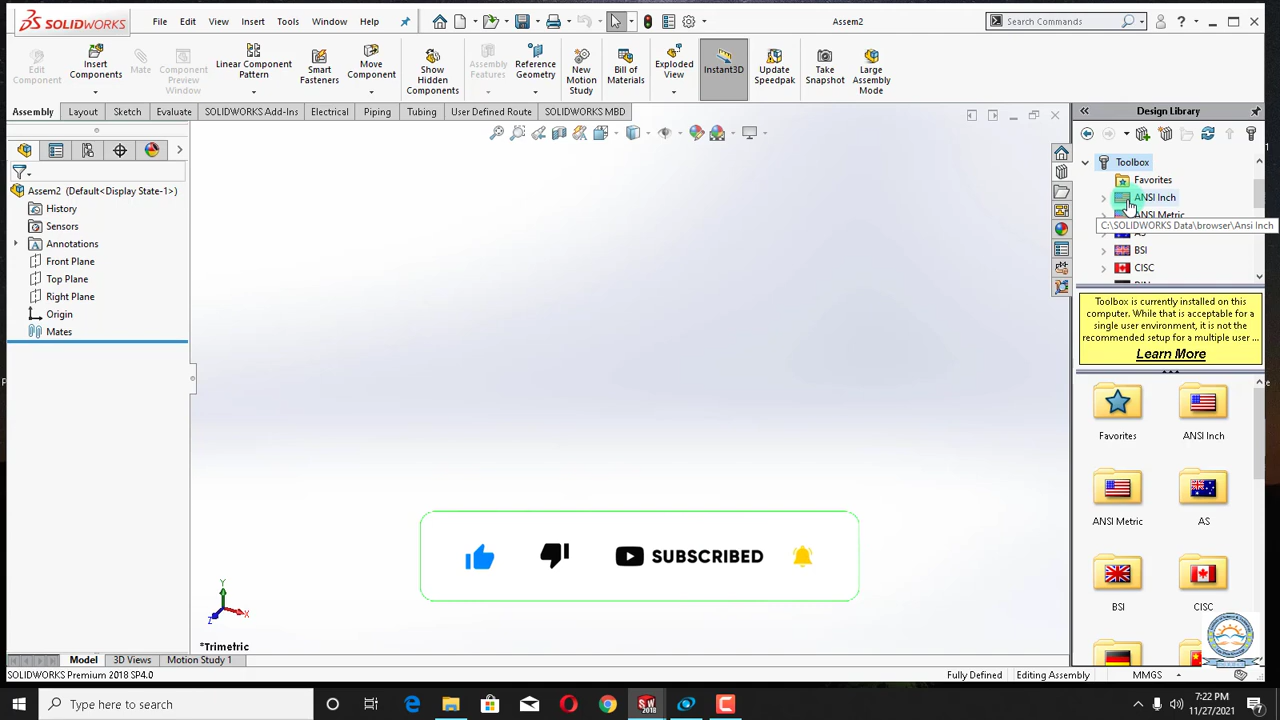 SOLIDWORKS
File Edit View Insert Tools Window Help
Assem2
Search Commands
Edit Component
Insert Components
Mate
Component Preview Window
Linear Component Pattern
Smart Fasteners
Move Component
Show Hidden Components
Assembly Features
Reference Geometry
New Motion Study
Bill of Materials
Exploded View
Instant3D
Update Speedpak
Take Snapshot
Large Assembly Mode
Assembly Layout Sketch Evaluate SOLIDWORKS Add-Ins Electrical Piping Tubing User Defined Route SOLIDWORKS MBD
Design Library
Assem2 (Default<Display State-1>)
History
Sensors
Annotations
Front Plane
Top Plane
Right Plane
Origin
Mates
Toolbox
Favorites
ANSI Inch
ANSI Metric
C:\SOLIDWORKS Data\browser\Ansi Inch
BSI
CISC
Toolbox is currently installed on this
computer. While that is acceptable for a
single user environment, it is not the
recommended setup for a multiple user ...
Learn More
Favorites ANSI Inch
ANSI Metric AS
BSI CISC
SUBSCRIBED
Y
X
Z
*Trimetric
Model 3D Views Motion Study 1
SOLIDWORKS Premium 2018 SP4.0
Fully Defined Editing Assembly MMGS
Type here to search
7:22 PM
11/27/2021